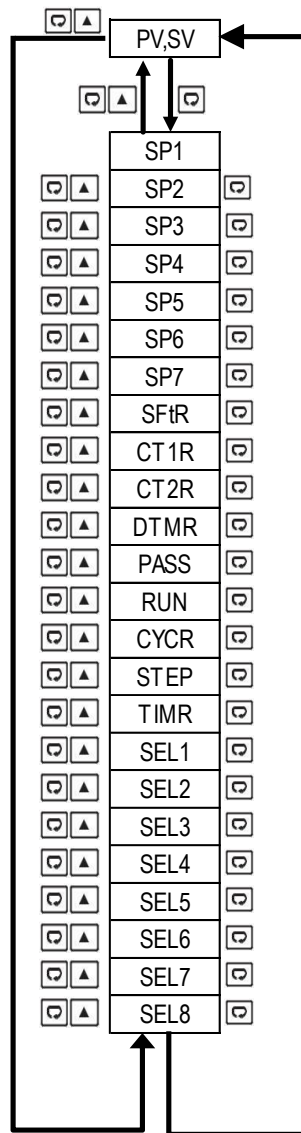 PV,SV
SP1
SP2
SP3
SP4
SP5
SP6
SP7
SFtR
CT1R
CT2R
DTMR
PASS
RUN
CYCR
STEP
TIMR
SEL1
SEL2
SEL3
SEL4
SEL5
SEL6
SEL7
SEL8